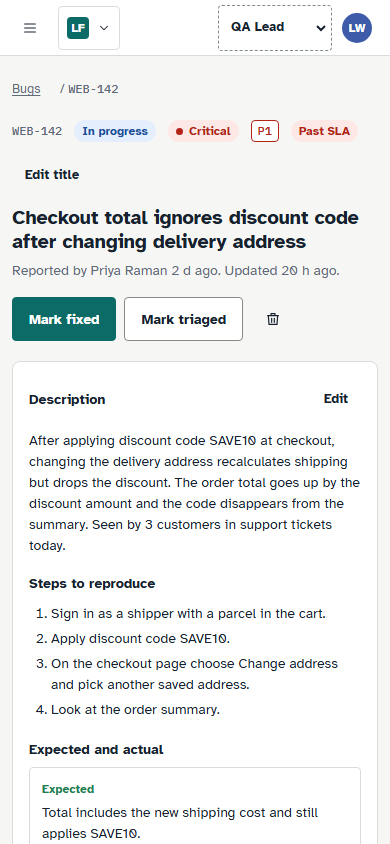 LF
QA Lead
LW
Bugs / WEB-142
WEB-142 In progress Critical P1 Past SLA
Edit title
Checkout total ignores discount code
after changing delivery address
Reported by Priya Raman 2 d ago. Updated 20 h ago.
Mark fixed Mark triaged
Description Edit
After applying discount code SAVE10 at checkout,
changing the delivery address recalculates shipping
but drops the discount. The order total goes up by the
discount amount and the code disappears from the
summary. Seen by 3 customers in support tickets
today.
Steps to reproduce
1. Sign in as a shipper with a parcel in the cart.
2. Apply discount code SAVE10.
3. On the checkout page choose Change address
and pick another saved address.
4. Look at the order summary.
Expected and actual
Expected
Total includes the new shipping cost and still
applies SAVE10.